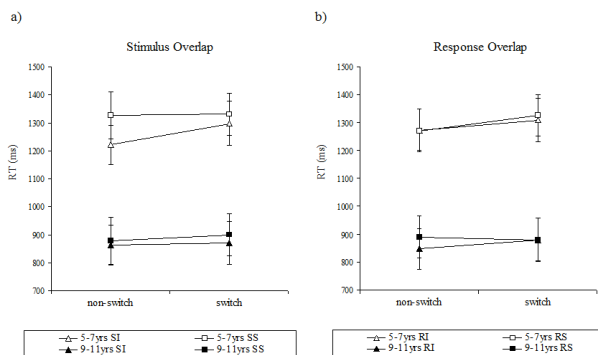 a)
Stimulus Overlap
1500
1400
1300
1200
1100
1000
900
800
700
RT (ms)
non-switch switch
5-7yrs SI 5-7yrs SS
9-11yrs SI 9-11yrs SS
b)
Response Overlap
1500
1400
1300
1200
1100
1000
900
800
700
RT (ms)
non-switch switch
5-7yrs RI 5-7yrs RS
9-11yrs RI 9-11yrs RS